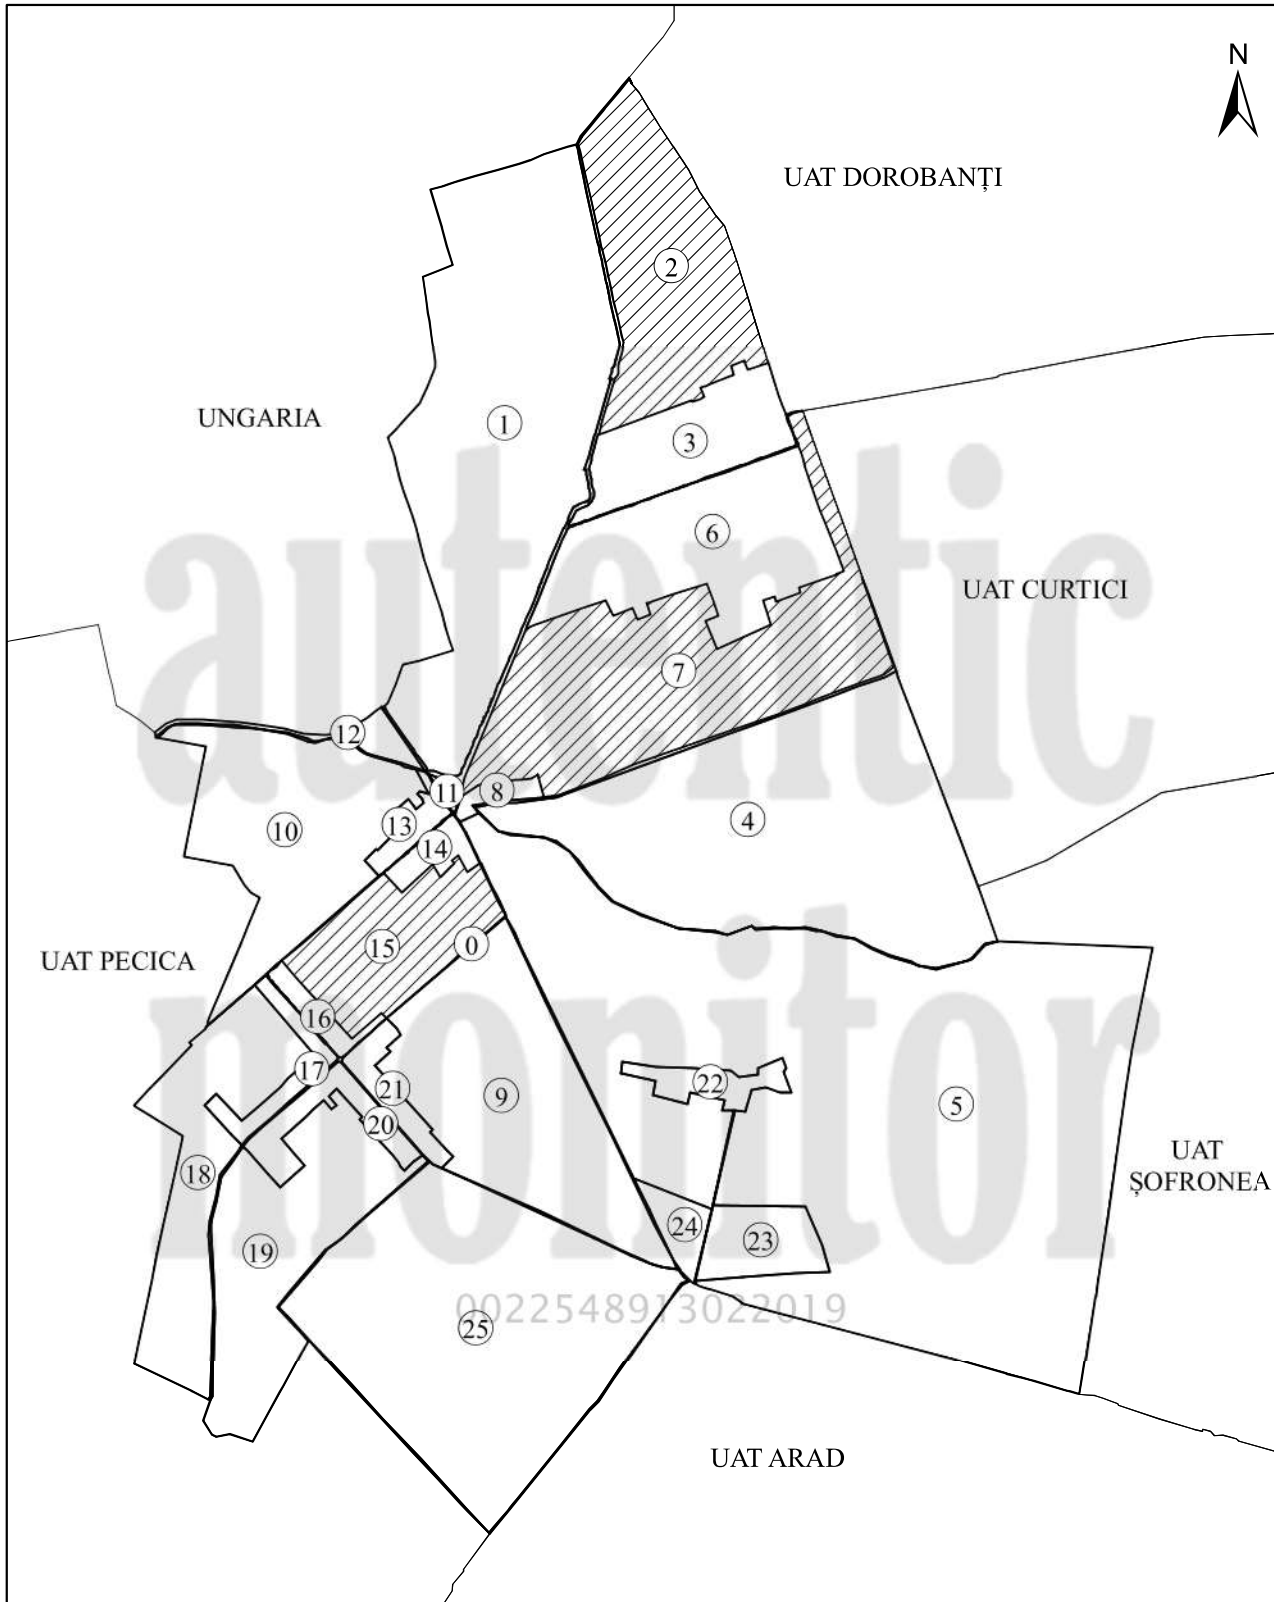 N
UAT DOROBANȚI
2
UNGARIA
1
3
6
UAT CURTICI
7
12
11
8
10
13
14
4
15
0
UAT PECICA
16
17
21
20
9
22
5
18
UAT
ȘOFRONEA
19
24
23
25
autentic
monitor
0022548913022019
UAT ARAD